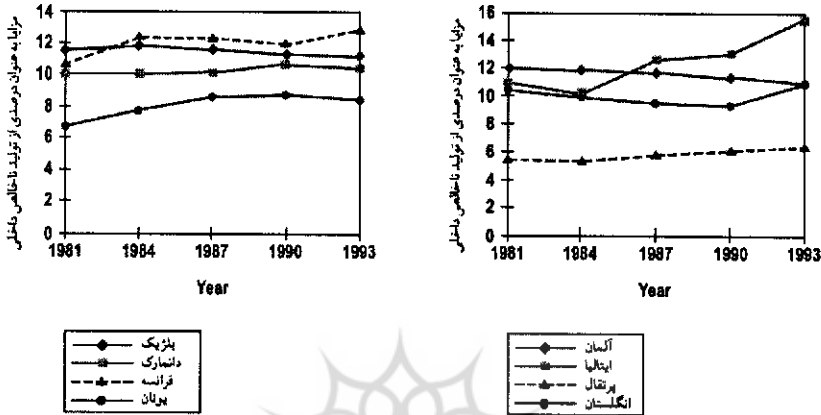 مزایا به عنوان درصدی از تولید ناخالص داخلی
14
12
10
8
6
4
2
0
1981 1984 1987 1990 1993
Year
بلژیک
دانمارک
فرانسه
یونان
مزایا به عنوان درصدی از تولید ناخالص داخلی
16
14
12
10
8
6
4
2
0
1981 1984 1987 1990 1993
Year
آلمان
ایتالیا
پرتقال
انگلستان